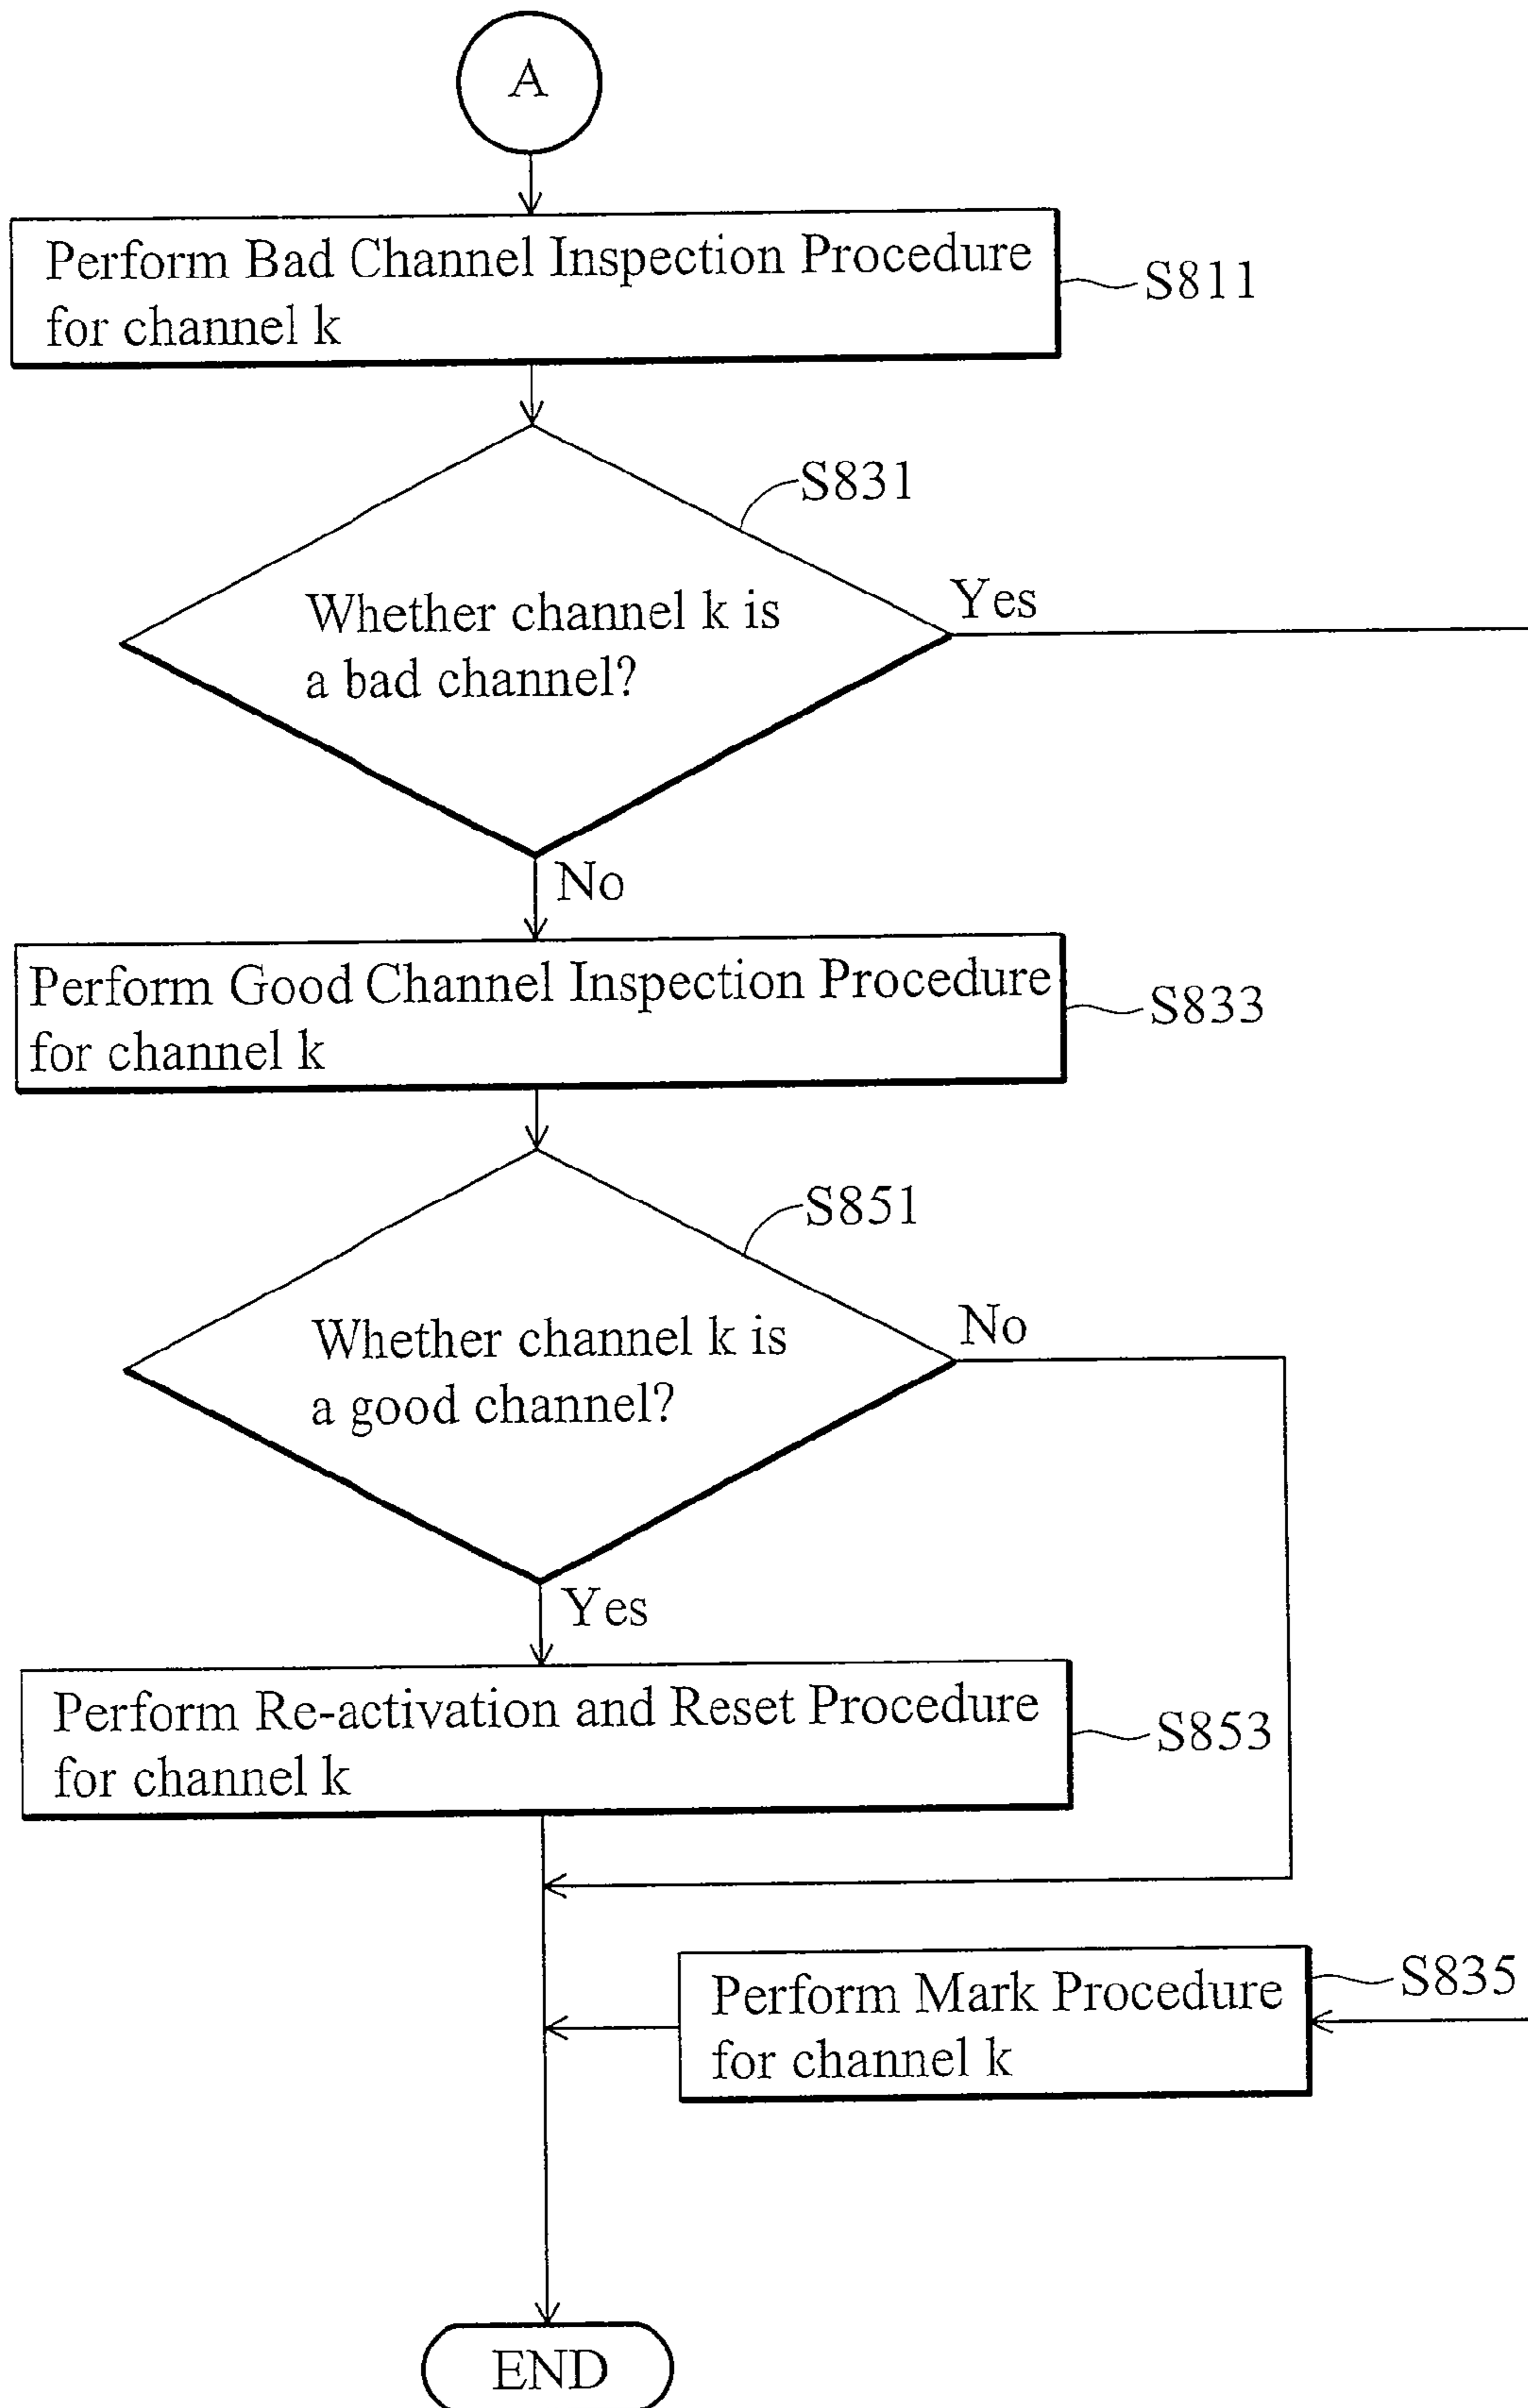 A
Perform Bad Channel Inspection Procedure
for channel k
S811
S831
Whether channel k is
a bad channel?
Yes
No
Perform Good Channel Inspection Procedure
for channel k
S833
S851
Whether channel k is
a good channel?
No
Yes
Perform Re-activation and Reset Procedure
for channel k
S853
Perform Mark Procedure
for channel k
S835
END